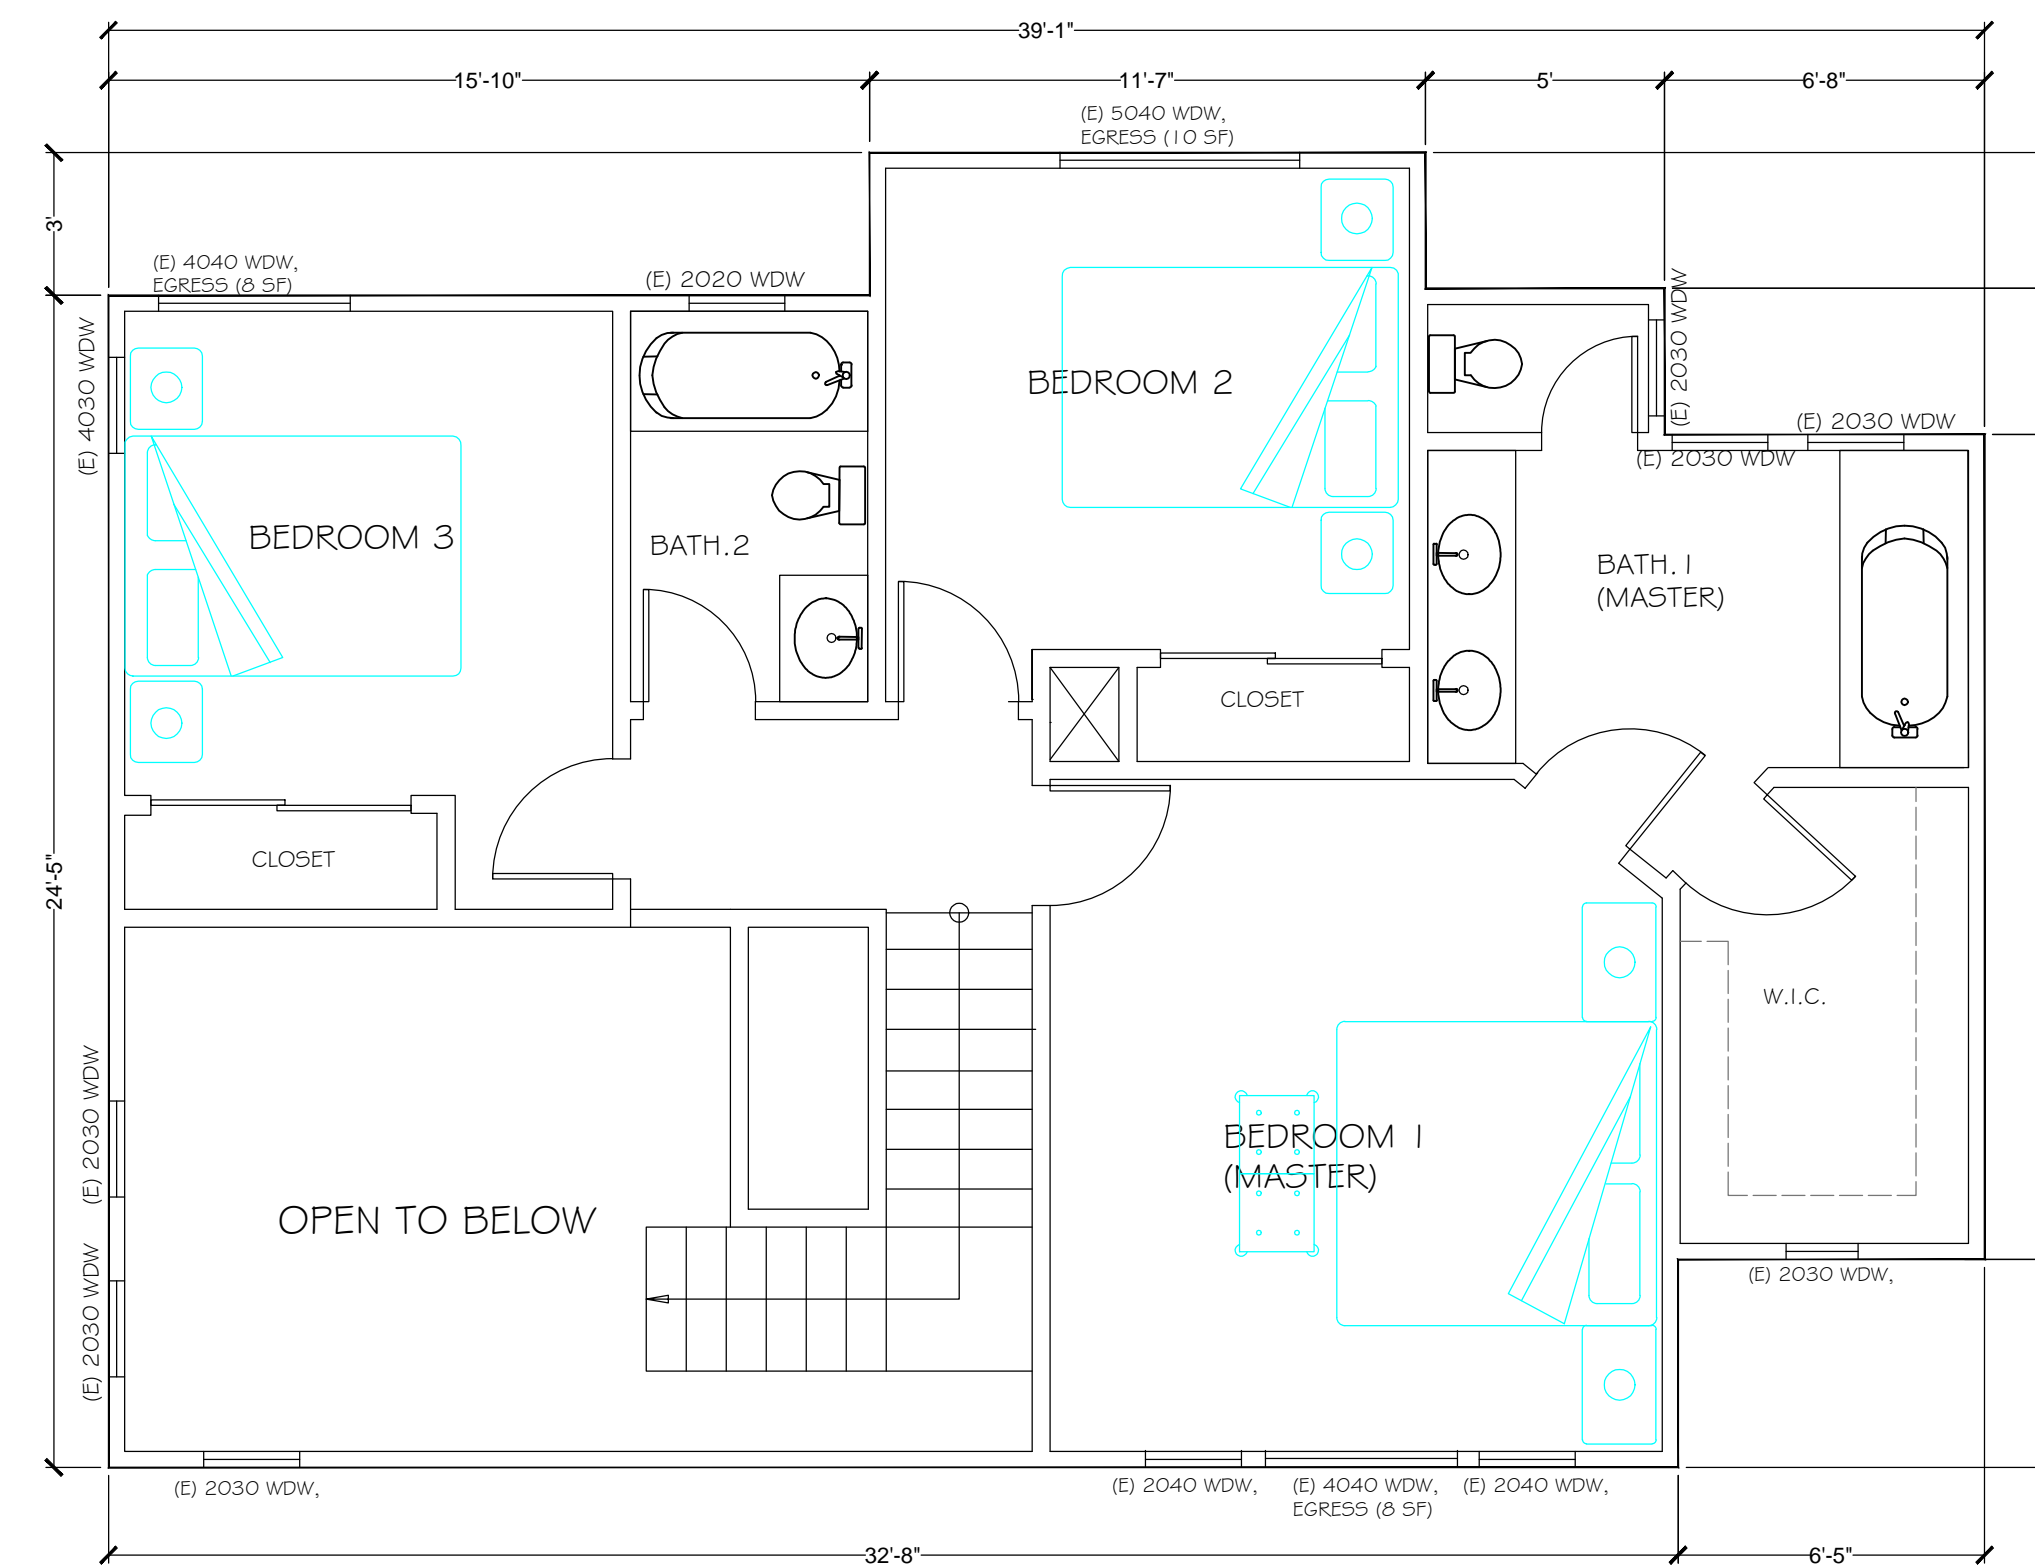 39'-1"
15'-10"
11'-7"
5'
6'-8"
(E) 5040 WDW,
EGRESS (10 SF)
3'
(E) 4040 WDW,
EGRESS (8 SF)
(E) 2020 WDW
(E) 2030 WDW
(E) 4030 WDW
BEDROOM 2
(E) 2030 WDW
(E) 2030 WDW
BEDROOM 3
BATH.2
BATH.1
(MASTER)
CLOSET
CLOSET
24'-5"
W.I.C.
(E) 2030 WDW
BEDROOM 1
(MASTER)
OPEN TO BELOW
(E) 2030 WDW
(E) 2030 WDW,
(E) 2030 WDW,
(E) 2040 WDW,
(E) 4040 WDW,
EGRESS (8 SF)
(E) 2040 WDW,
32'-8"
6'-5"